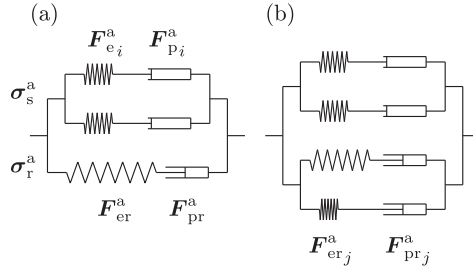 (a)
(b)
F^a_{e_i} F^a_{p_i}
σ^a_s
σ^a_r
F^a_{er} F^a_{pr}
F^a_{er_j} F^a_{pr_j}